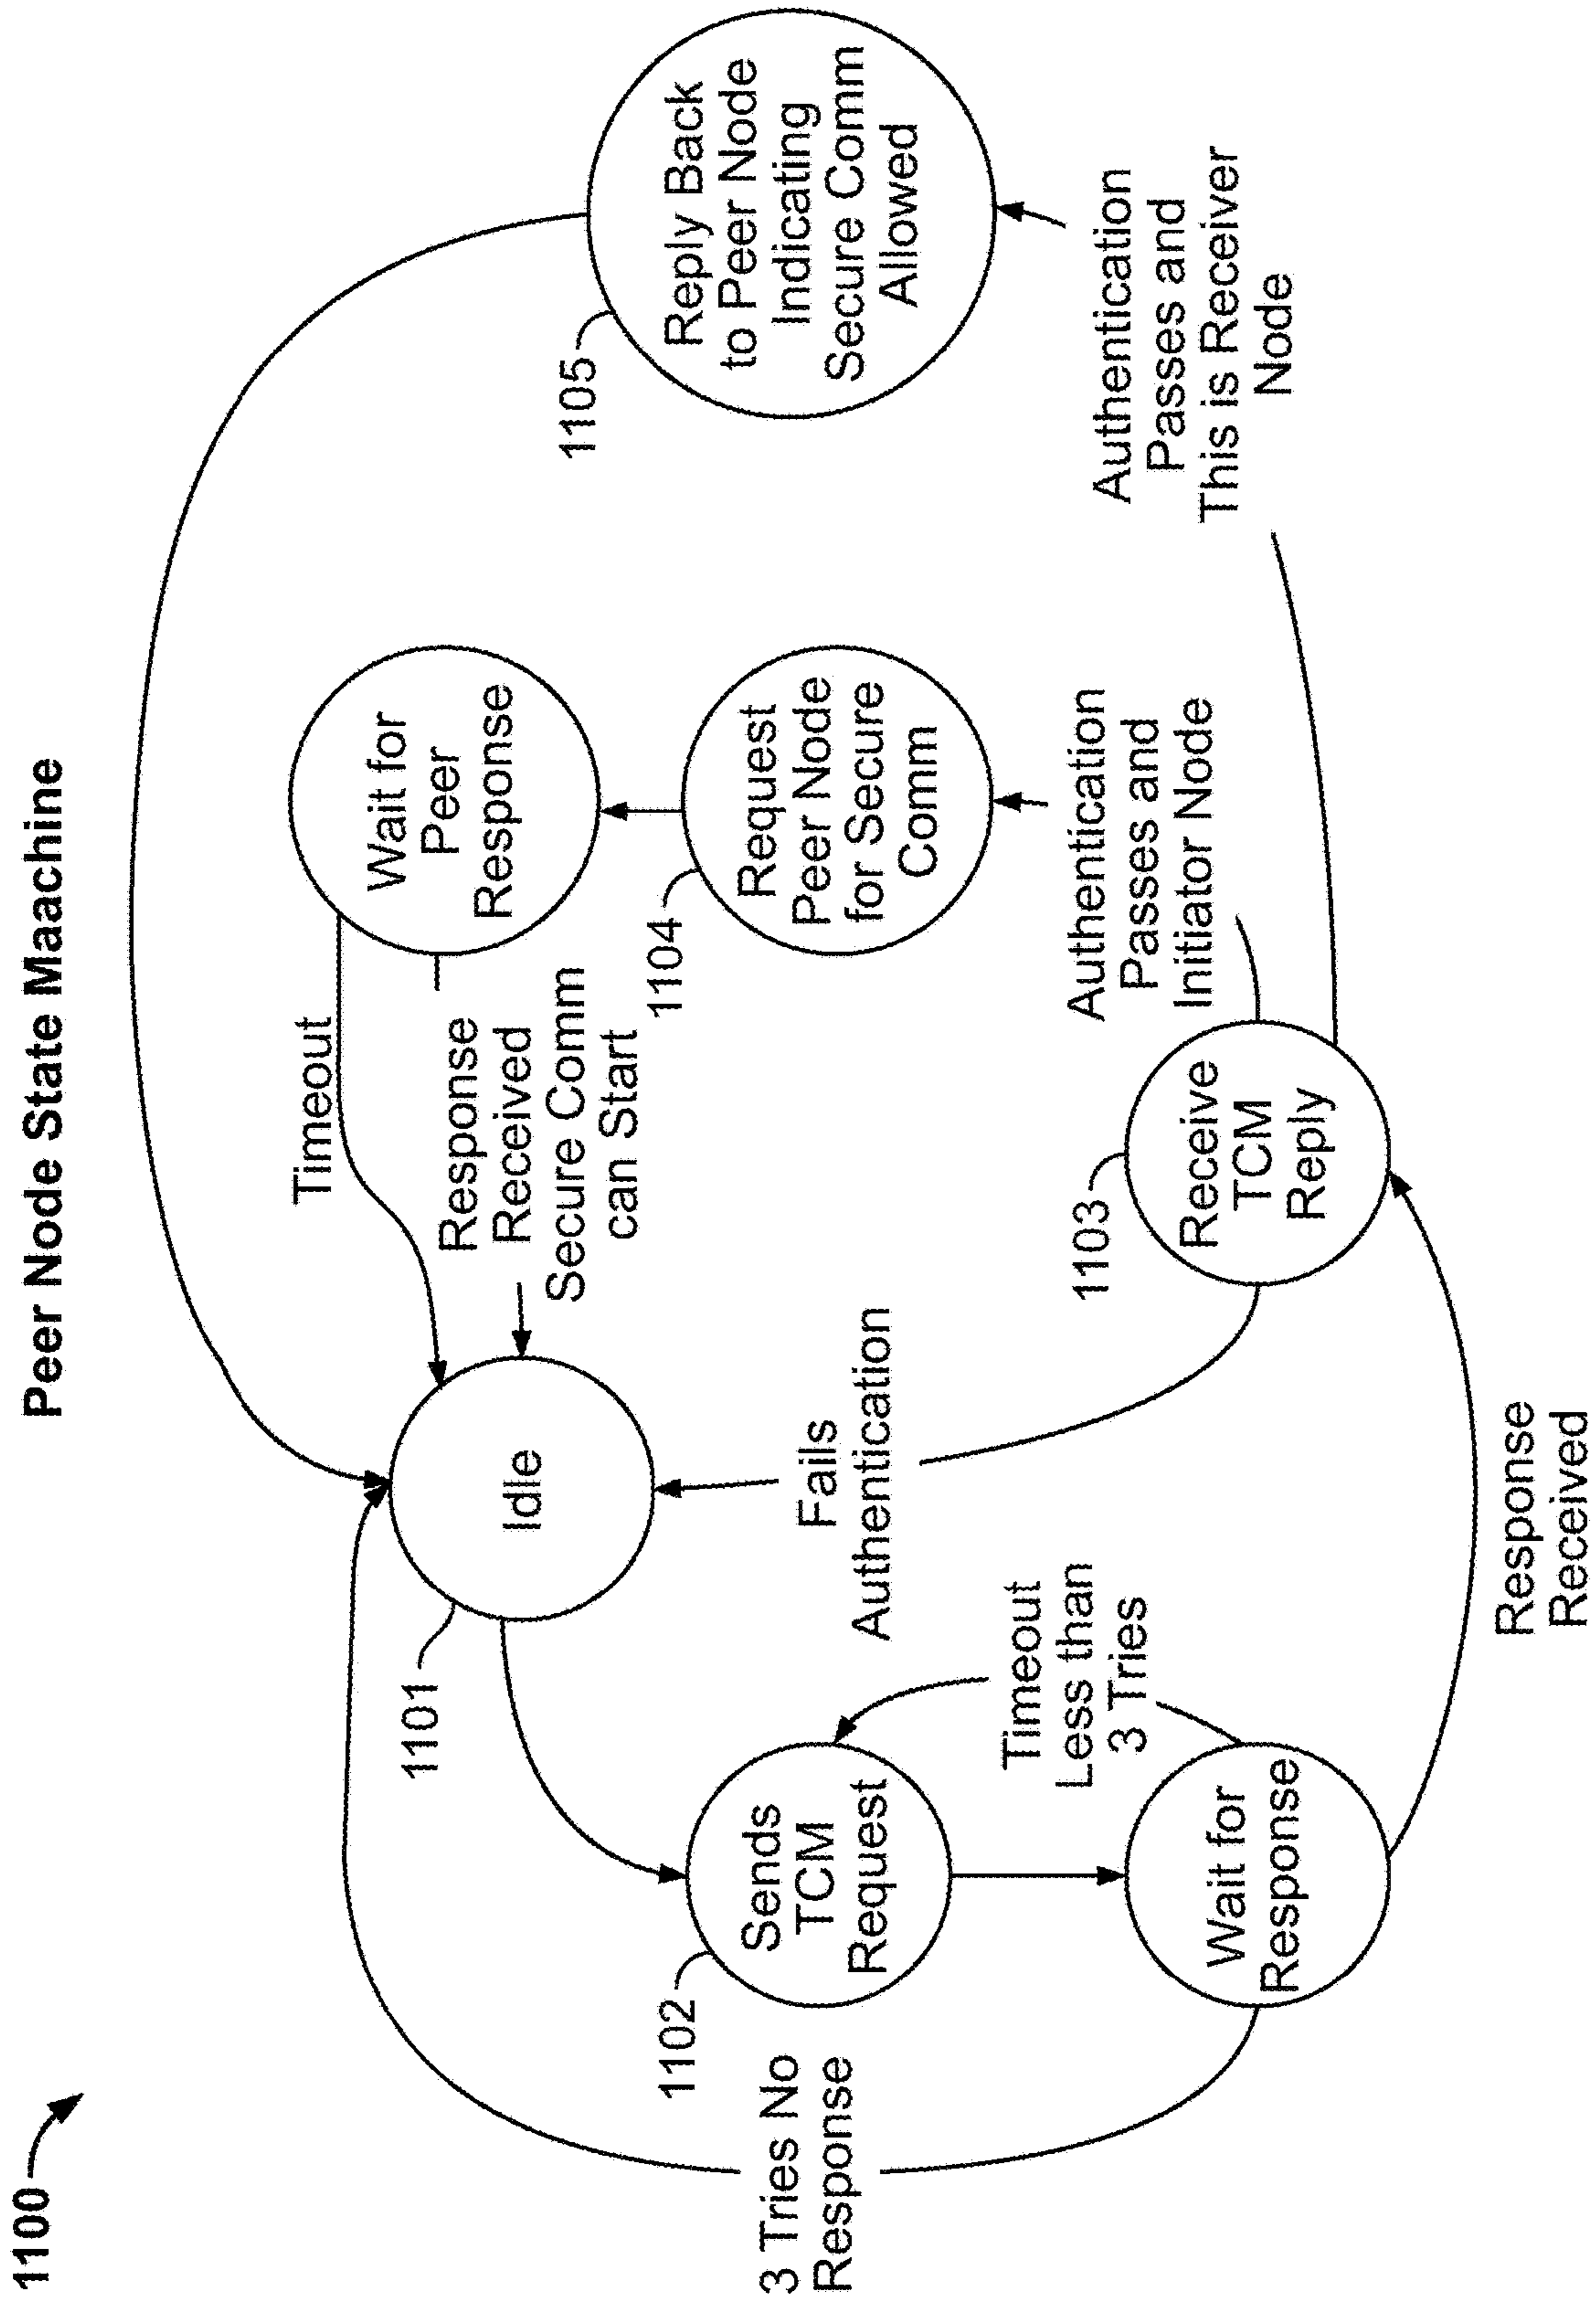 1100
Peer Node State Machine
3 Tries No
Response
1102
Sends
TCM
Request
Wait for
Response
Timeout
Less than
3 Tries
1101
Idle
Fails
Authentication
Response
Received
Timeout
Response
Received
Secure Comm
can Start
1103
Receive
TCM
Reply
Wait for
Peer
Response
1104
Request
Peer Node
for Secure
Comm
Authentication
Passes and
Initiator Node
1105
Reply Back
to Peer Node
Indicating
Secure Comm
Allowed
Authentication
Passes and
This is Receiver
Node